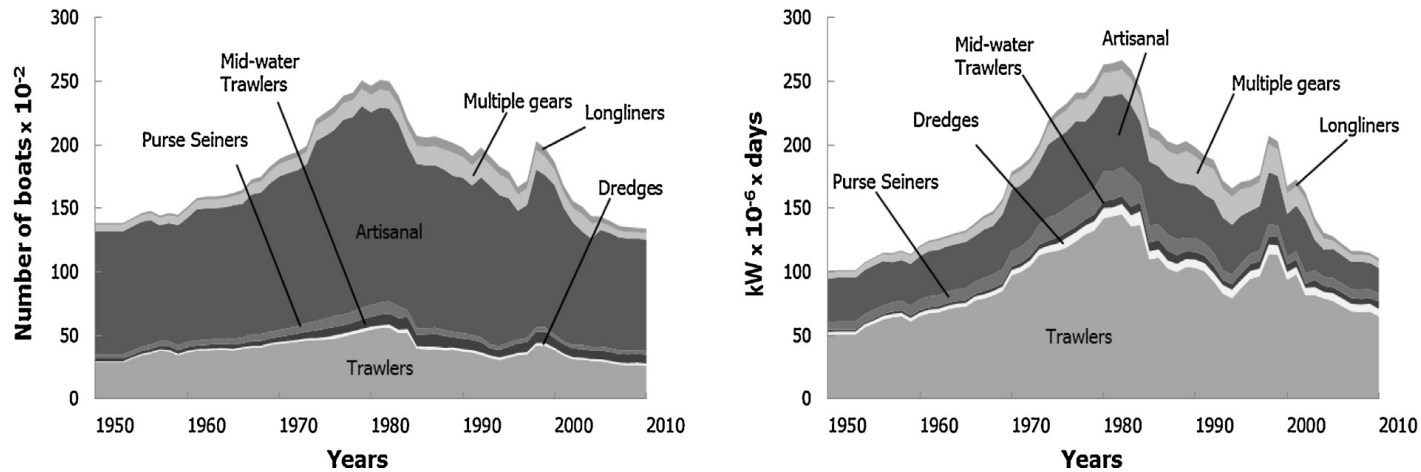 300
250
200
150
100
50
0
Number of boats x 10-2
Mid-water
Trawlers
Purse Seiners
Multiple gears
Longliners
Dredges
Artisanal
Trawlers
1950 1960 1970 1980 1990 2000 2010
Years
300
250
200
150
100
50
0
kW x 10-6 x days
Artisanal
Mid-water
Trawlers
Multiple gears
Dredges
Longliners
Purse Seiners
Trawlers
1950 1960 1970 1980 1990 2000 2010
Years